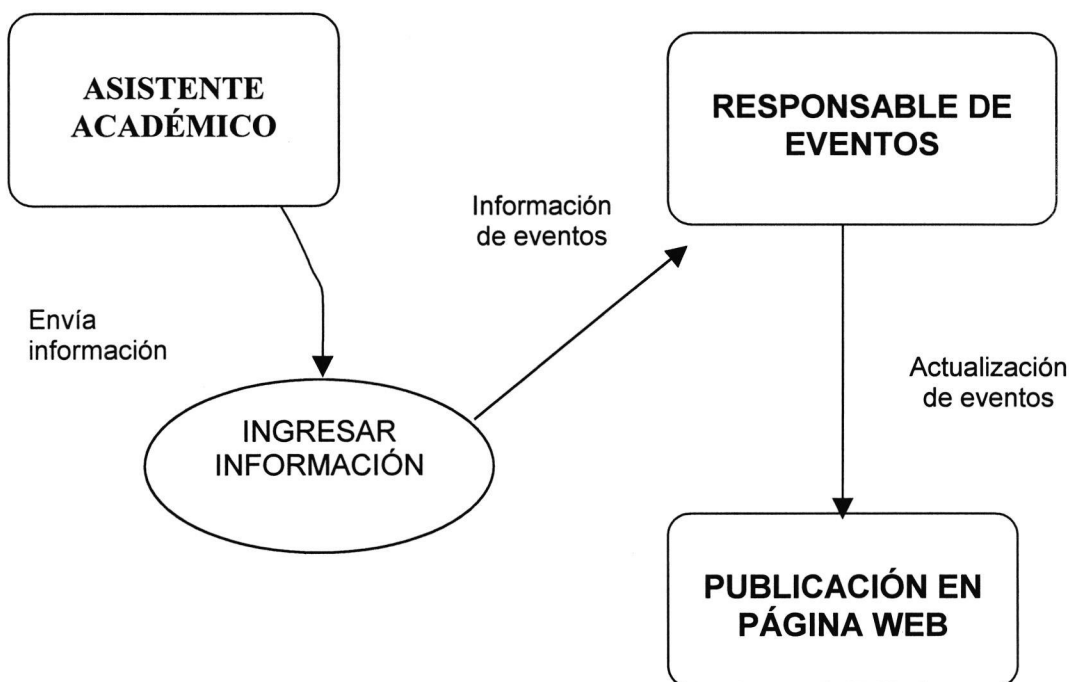 ASISTENTE
ACADÉMICO
RESPONSABLE DE
EVENTOS
Información
de eventos
Envía
información
Actualización
de eventos
INGRESAR
INFORMACIÓN
PUBLICACIÓN EN
PÁGINA WEB